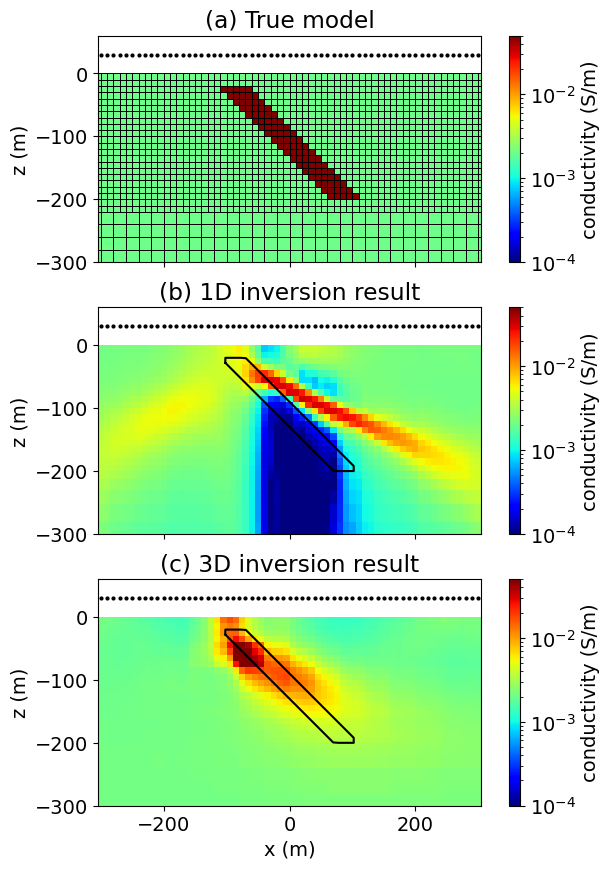 (a) True model
0
−100
−200
−300
z (m)
10⁻²
10⁻³
10⁻⁴
conductivity (S/m)
(b) 1D inversion result
0
−100
−200
−300
z (m)
10⁻²
10⁻³
10⁻⁴
conductivity (S/m)
(c) 3D inversion result
0
−100
−200
−300
z (m)
10⁻²
10⁻³
10⁻⁴
conductivity (S/m)
−200
0
200
x (m)